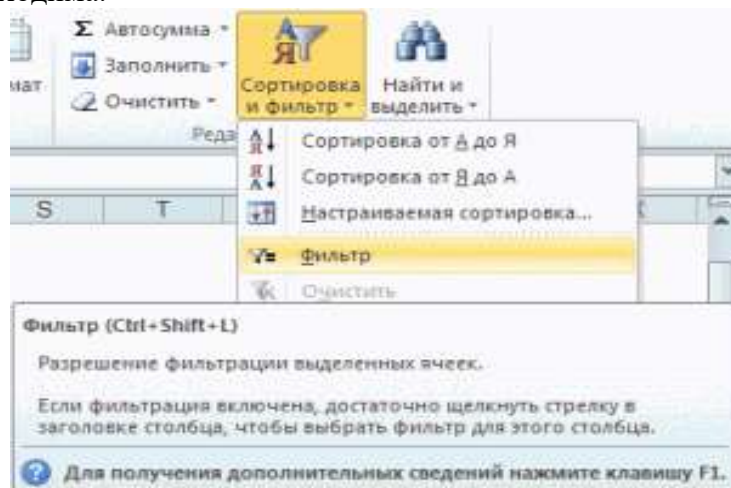 Σ Автосумма
Заполнить
Очистить
мат
Сортировка и фильтр
Найти и выделить
Реда
Сортировка от А до Я
Сортировка от Я до А
Настраиваемая сортировка...
Фильтр
Очистить
S T
Фильтр (Ctrl+Shift+L)
Разрешение фильтрации выделенных ячеек.
Если фильтрация включена, достаточно щелкнуть стрелку в
заголовке столбца, чтобы выбрать фильтр для этого столбца.
Для получения дополнительных сведений нажмите клавишу F1.